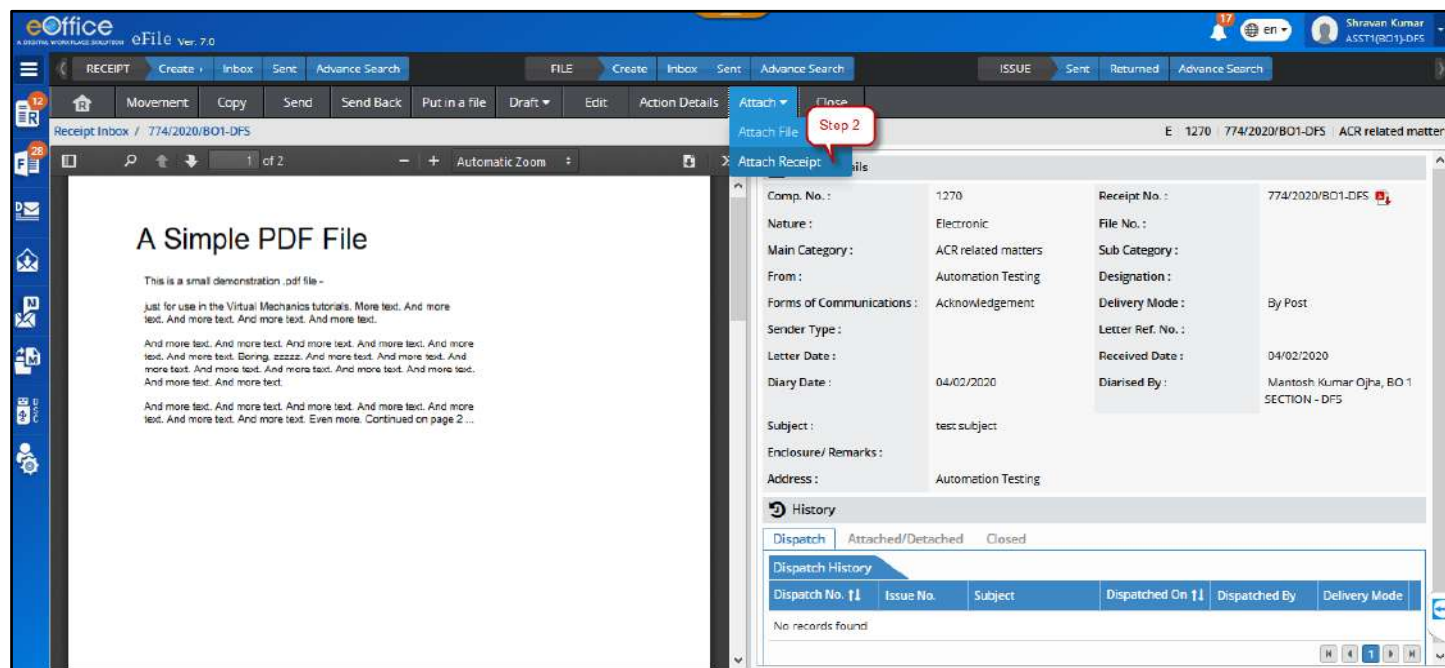 eOffice
A DIGITAL WORKPLACE SOLUTION
eFile Ver. 7.0
17
en
Shravan Kumar
ASST1(BO1)-DFS
RECEIPT Create Inbox Sent Advance Search FILE Create Inbox Sent Advance Search ISSUE Sent Returned Advance Search
Movement Copy Send Send Back Put in a file Draft Edit Action Details Attach Close
12
R
Receipt Inbox / 774/2020/BO1-DFS
Attach File
Step 2
E 1270 774/2020/BO1-DFS ACR related matter
28
F
1 of 2 − + Automatic Zoom
Attach Receipt
ails
D
N
M
DSC
A Simple PDF File
This is a small demonstration .pdf file -
just for use in the Virtual Mechanics tutorials. More text. And more
text. And more text. And more text. And more text.
And more text. And more text. And more text. And more text. And more
text. And more text. Boring, zzzzz. And more text. And more text. And
more text. And more text. And more text. And more text. And more text.
And more text. And more text.
And more text. And more text. And more text. And more text. And more
text. And more text. And more text. Even more. Continued on page 2 ...
Comp. No. : 1270 Receipt No. : 774/2020/BO1-DFS
Nature : Electronic File No. :
Main Category : ACR related matters Sub Category :
From : Automation Testing Designation :
Forms of Communications : Acknowledgement Delivery Mode : By Post
Sender Type : Letter Ref. No. :
Letter Date : Received Date : 04/02/2020
Diary Date : 04/02/2020 Diarised By : Mantosh Kumar Ojha, BO 1
SECTION - DFS
Subject : test subject
Enclosure/ Remarks :
Address : Automation Testing
History
Dispatch Attached/Detached Closed
Dispatch History
Dispatch No. Issue No. Subject Dispatched On Dispatched By Delivery Mode
No records found
1